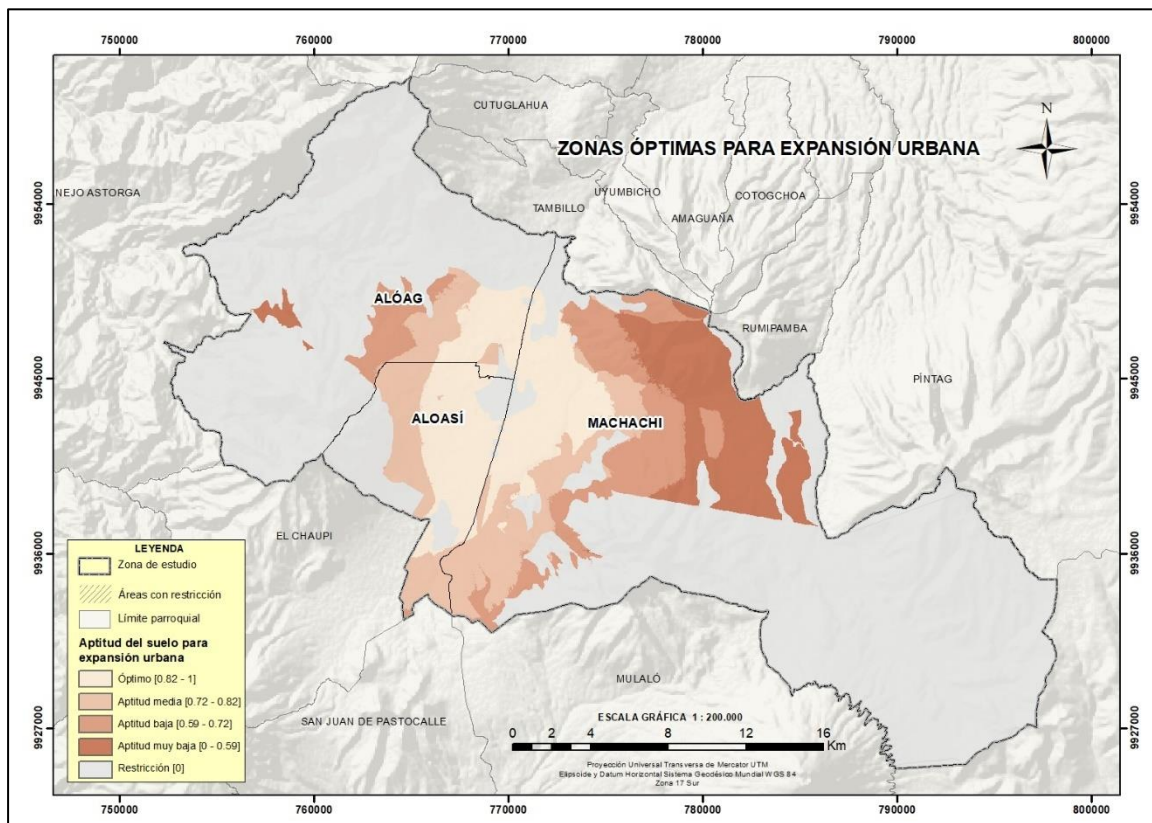 750000
760000
770000
780000
790000
800000
CUTUGLAHUA
N
ZONAS ÓPTIMAS PARA EXPANSIÓN URBANA
NEJO ASTORGA
UYUMBICHO
COTOGCHOA
9954000
9954000
TAMBILLO
AMAGUAÑA
ALÓAG
RUMIPAMBA
9945000
9945000
PÍNTAG
ALOASÍ
MACHACHI
EL CHAUPI
9936000
9936000
LEYENDA
Zona de estudio
Áreas con restricción
Límite parroquial
Aptitud del suelo para
expansión urbana
Óptimo [0.82 - 1]
Aptitud media [0.72 - 0.82]
Aptitud baja [0.59 - 0.72]
Aptitud muy baja [0 - 0.59]
Restricción [0]
MULALÓ
SAN JUAN DE PASTOCALLE
ESCALA GRÁFICA 1 : 200.000
9927000
9927000
0 2 4 8 12 16
Km
Proyección Universal Transversa de Mercator UTM
Elipsoide y Datum Horizontal Sistema Geodésico Mundial WGS 84
Zona 17 Sur
750000
760000
770000
780000
790000
800000